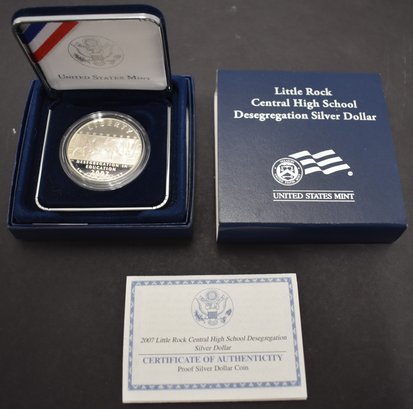 UNITED STATES MINT
LIBERTY
DESEGREGATION IN
EDUCATION
2007
Little Rock
Central High School
Desegregation Silver Dollar
UNITED STATES MINT
2007 Little Rock Central High School Desegregation
Silver Dollar
CERTIFICATE OF AUTHENTICITY
Proof Silver Dollar Coin